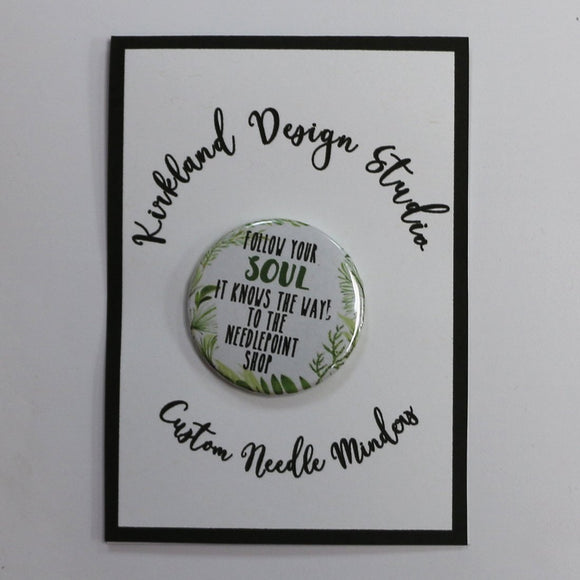 Kirkland Design Studio
FOLLOW YOUR
SOUL
IT KNOWS THE WAY!
TO THE
NEEDLEPOINT
SHOP
Custom Needle Minders